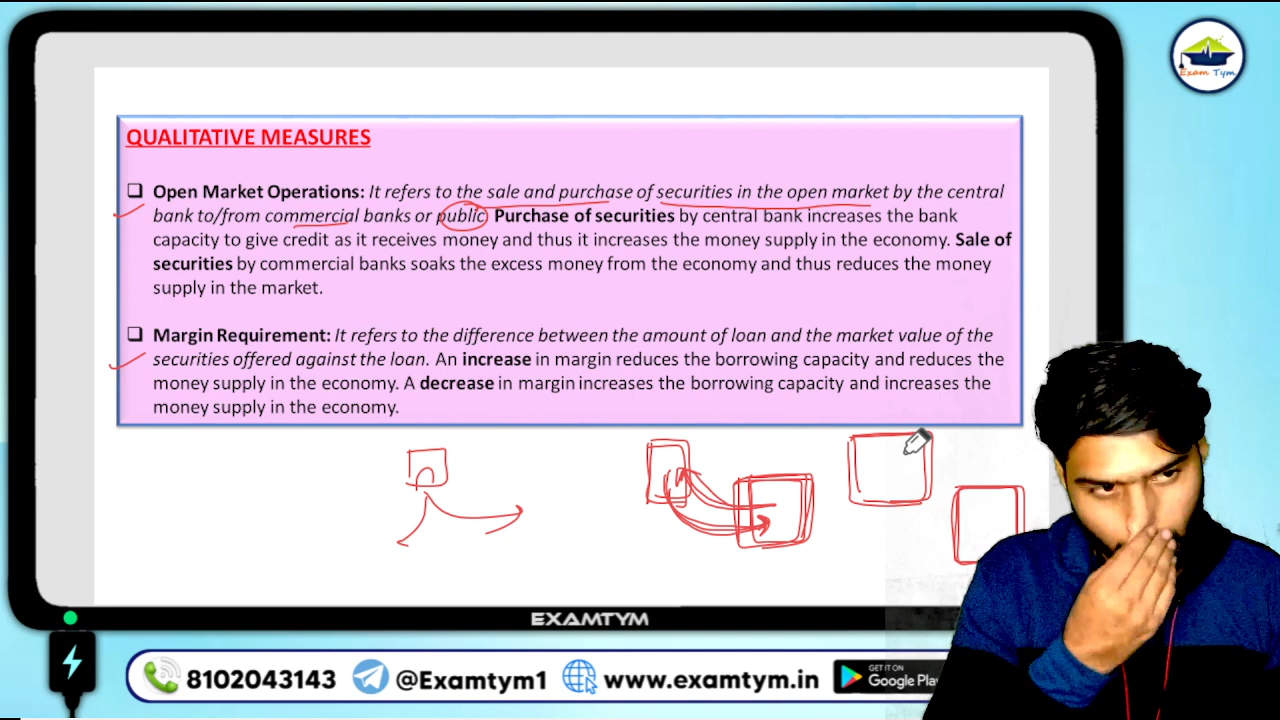 Exam Tym
QUALITATIVE MEASURES
Open Market Operations: It refers to the sale and purchase of securities in the open market by the central
bank to/from commercial banks or public. Purchase of securities by central bank increases the bank
capacity to give credit as it receives money and thus it increases the money supply in the economy. Sale of
securities by commercial banks soaks the excess money from the economy and thus reduces the money
supply in the market.
Margin Requirement: It refers to the difference between the amount of loan and the market value of the
securities offered against the loan. An increase in margin reduces the borrowing capacity and reduces the
money supply in the economy. A decrease in margin increases the borrowing capacity and increases the
money supply in the economy.
EXAMTYM
8102043143 @Examtym1 www.examtym.in GET IT ON
Google Play